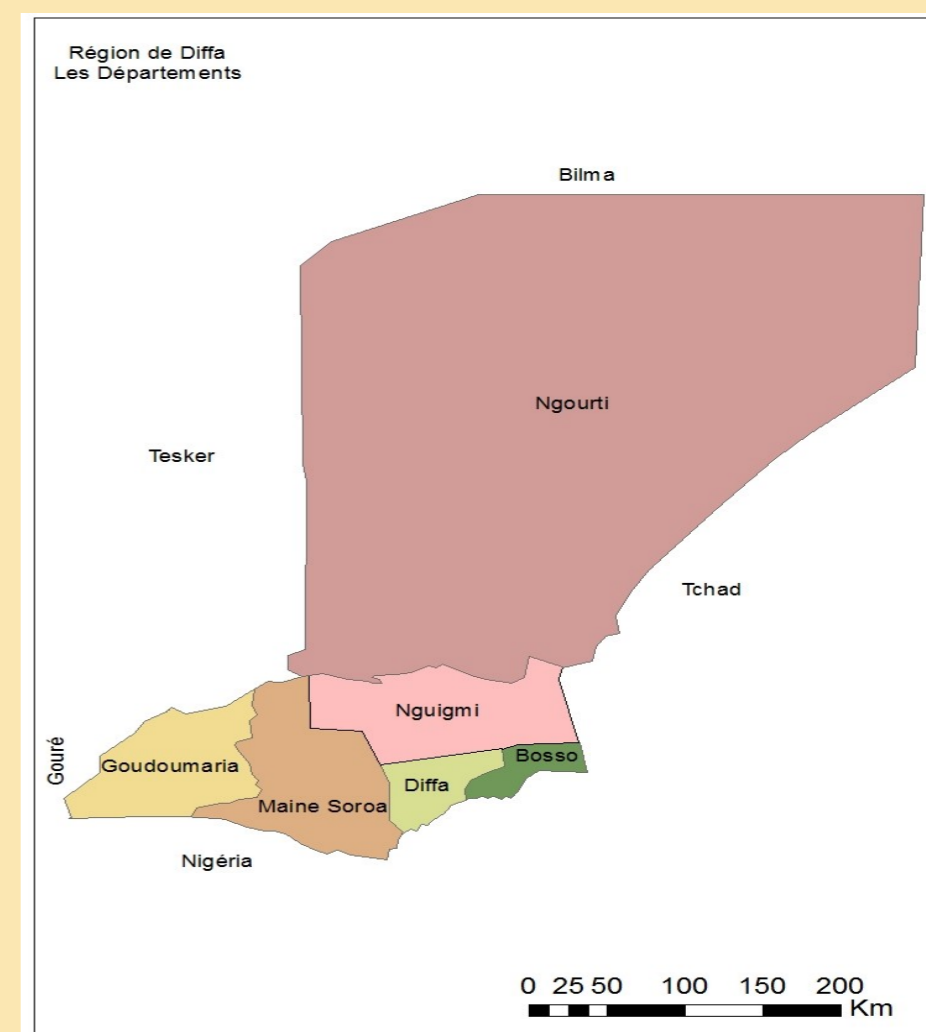 Région de Diffa
Les Départements
Bilma
Ngourti
Tesker
Tchad
Nguigmi
Gouré
Goudoumaria
Bosso
Diffa
Maine Soroa
Nigéria
0 25 50 100 150 200
Km